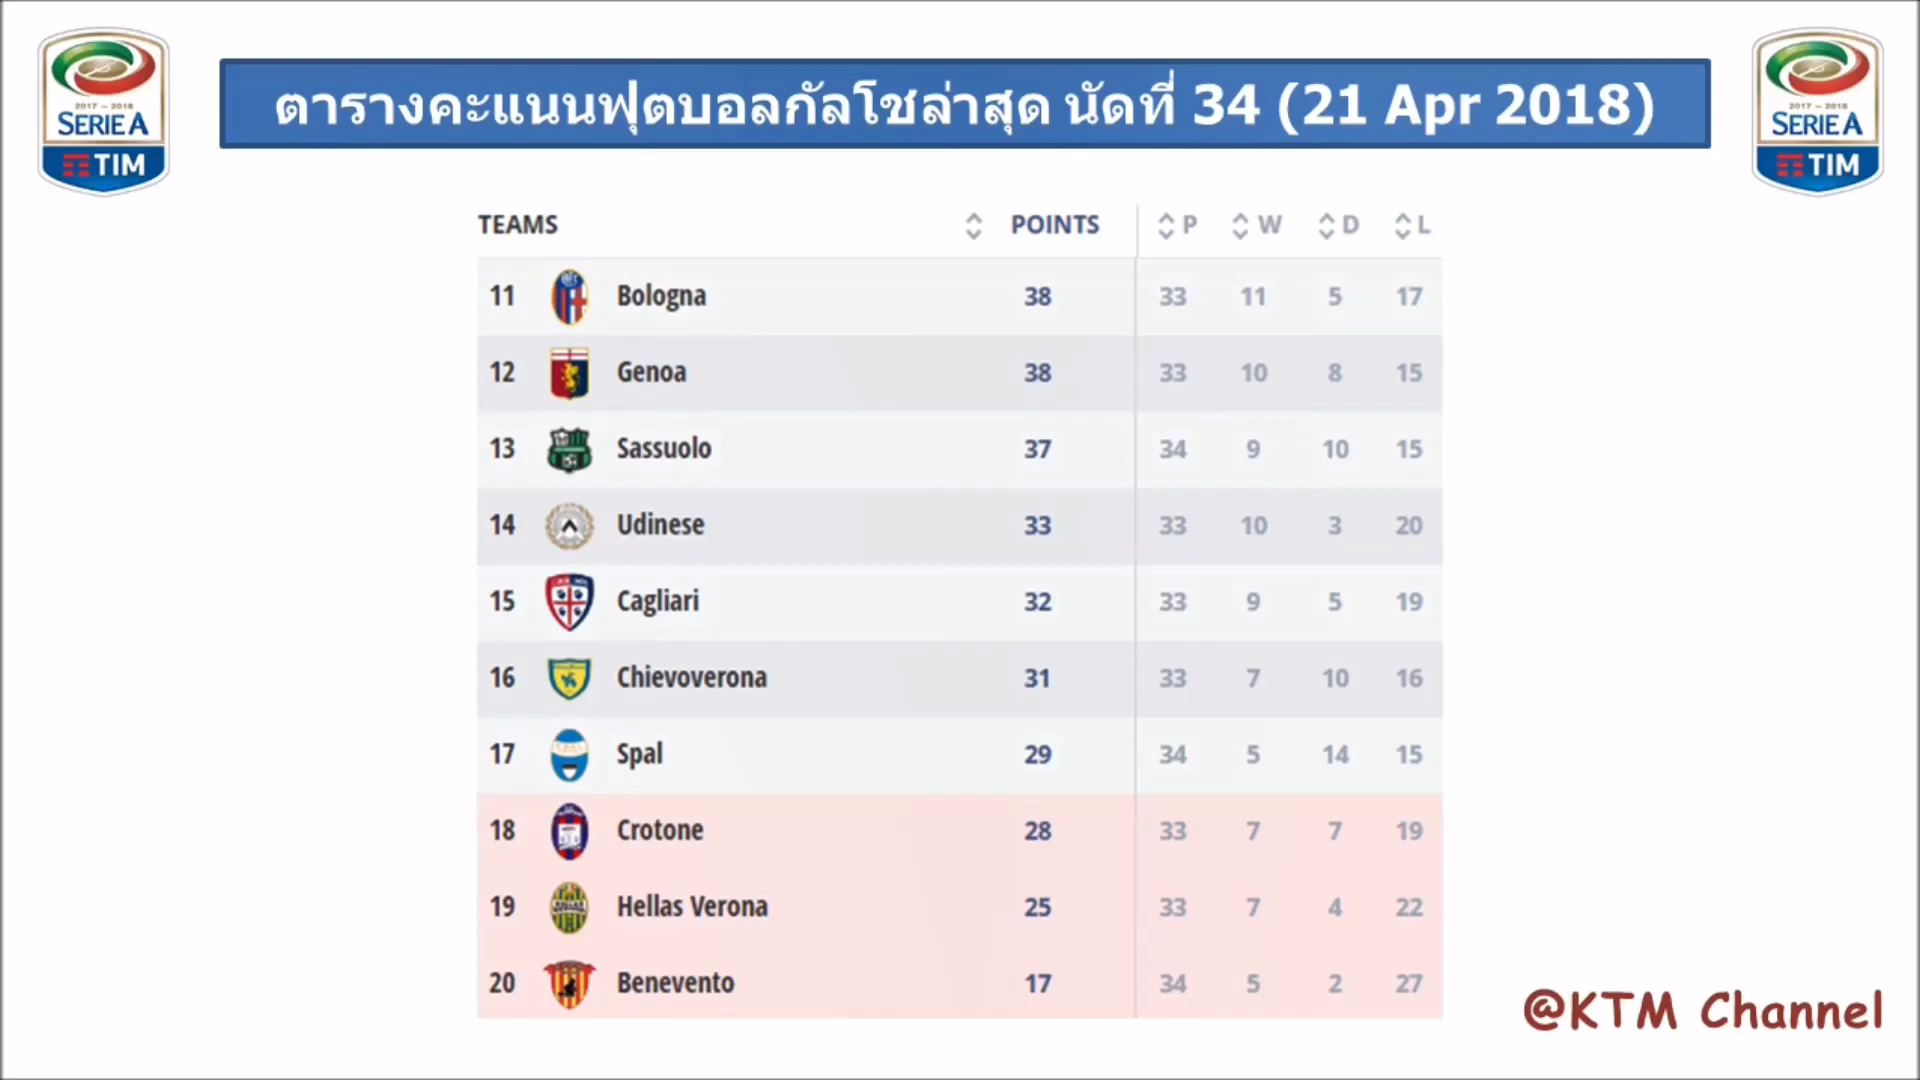 2017 – 2018
SERIE A
TIM
ตารางคะแนนฟุตบอลกัลโชล่าสุด นัดที่ 34 (21 Apr 2018)
2017 – 2018
SERIE A
TIM
TEAMS POINTS P W D L
11 Bologna 38 33 11 5 17
12 Genoa 38 33 10 8 15
13 Sassuolo 37 34 9 10 15
14 Udinese 33 33 10 3 20
15 Cagliari 32 33 9 5 19
16 Chievoverona 31 33 7 10 16
17 Spal 29 34 5 14 15
18 Crotone 28 33 7 7 19
19 Hellas Verona 25 33 7 4 22
20 Benevento 17 34 5 2 27
@KTM Channel